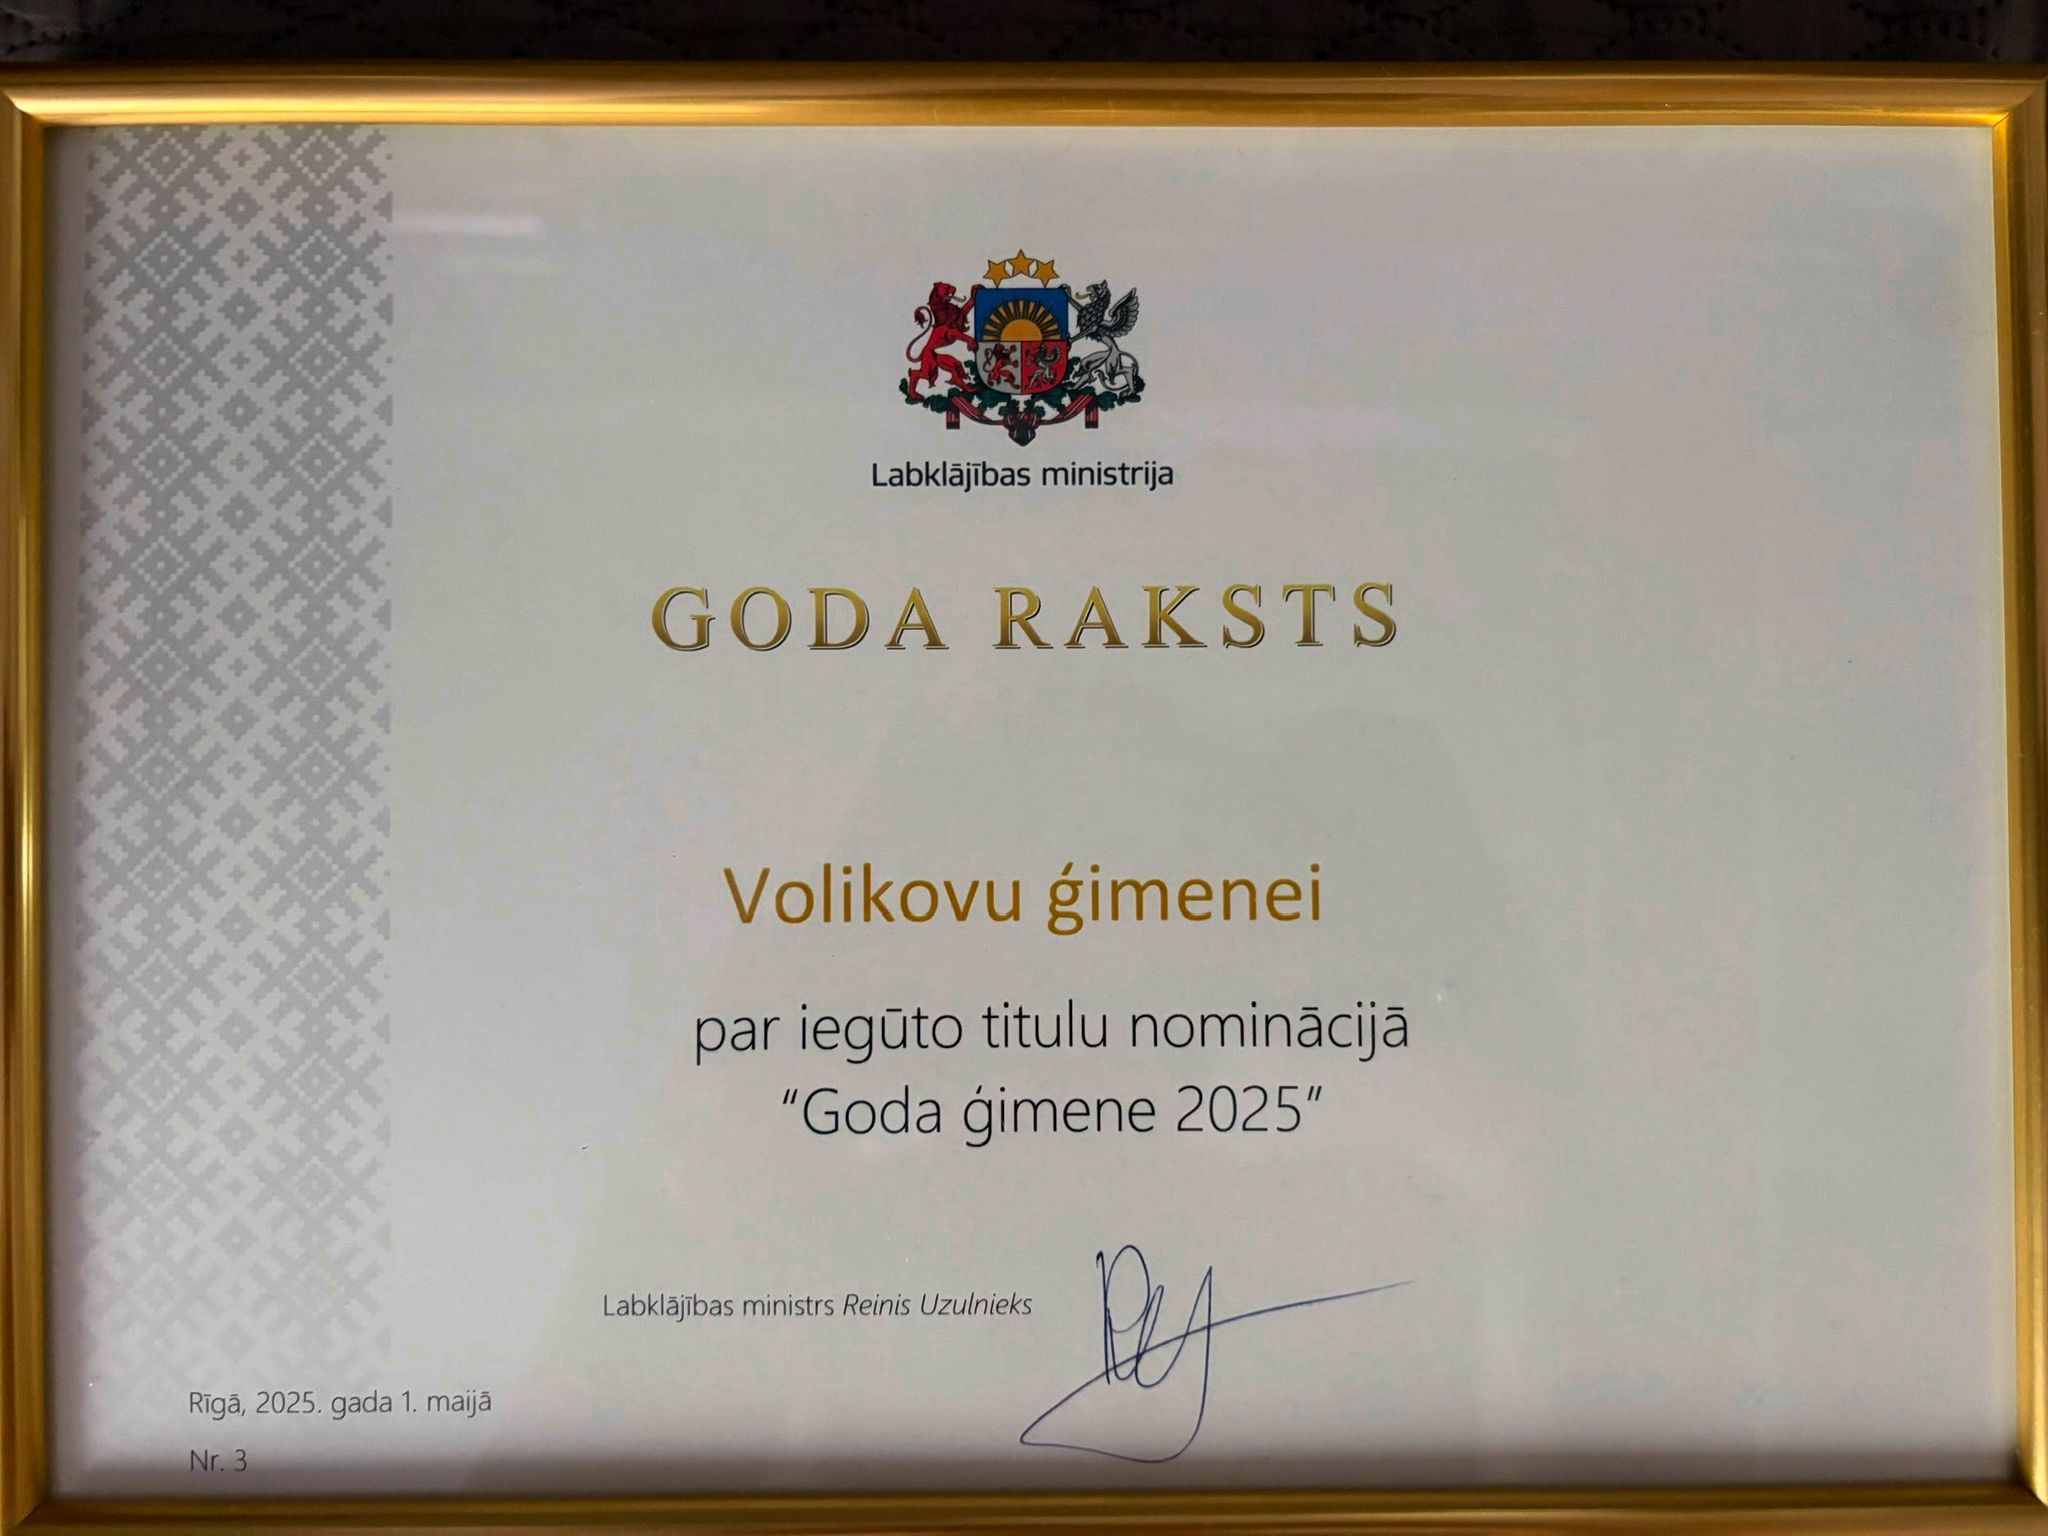 Labklājības ministrija
GODA RAKSTS
Volikovu ģimenei
par iegūto titulu nominācijā
“Goda ģimene 2025”
Labklājības ministrs Reinis Uzulnieks
Rīgā, 2025. gada 1. maijā
Nr. 3